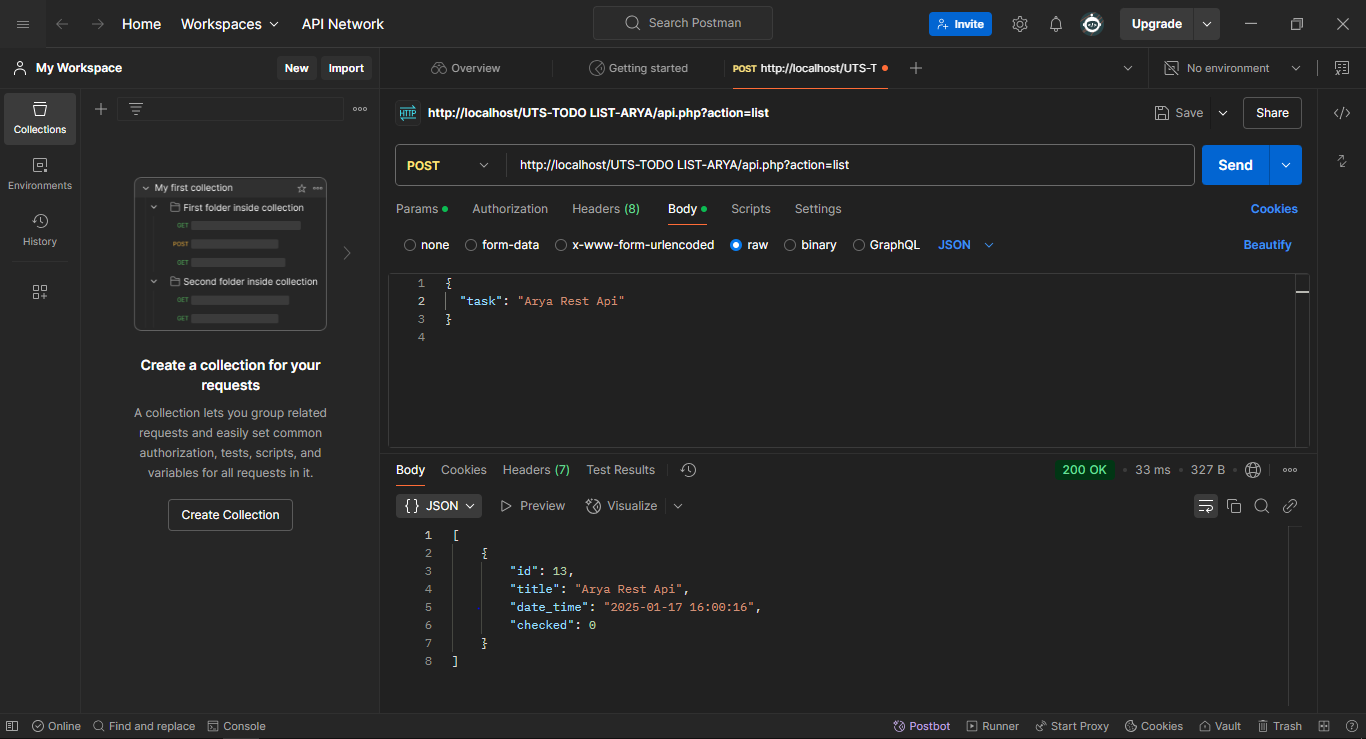 Home Workspaces API Network Search Postman Invite Upgrade
My Workspace New Import Overview Getting started POST http://localhost/UTS-T No environment
Collections
Environments
History
My first collection
First folder inside collection
GET
POST
GET
Second folder inside collection
GET
GET
Create a collection for your
requests
A collection lets you group related
requests and easily set common
authorization, tests, scripts, and
variables for all requests in it.
Create Collection
HTTP http://localhost/UTS-TODO LIST-ARYA/api.php?action=list Save Share
POST http://localhost/UTS-TODO LIST-ARYA/api.php?action=list Send
Params Authorization Headers (8) Body Scripts Settings Cookies
none form-data x-www-form-urlencoded raw binary GraphQL JSON Beautify
1 {
2 "task": "Arya Rest Api"
3 }
4
Body Cookies Headers (7) Test Results 200 OK 33 ms 327 B
{} JSON Preview Visualize
1 [
2 {
3 "id": 13,
4 "title": "Arya Rest Api",
5 "date_time": "2025-01-17 16:00:16",
6 "checked": 0
7 }
8 ]
Online Find and replace Console Postbot Runner Start Proxy Cookies Vault Trash